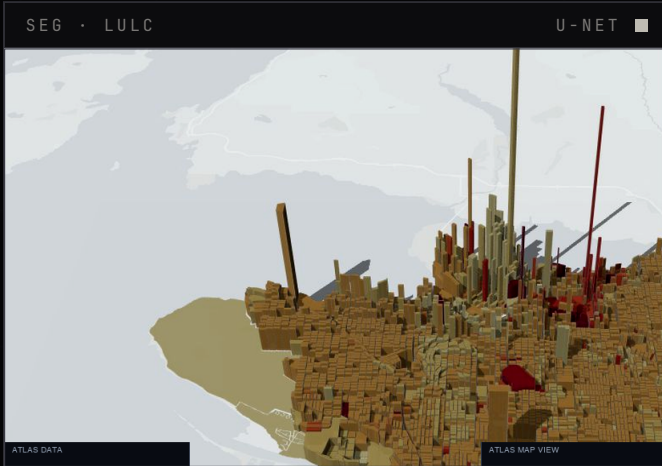 SEG · LULC
U-NET
ATLAS DATA
ATLAS MAP VIEW